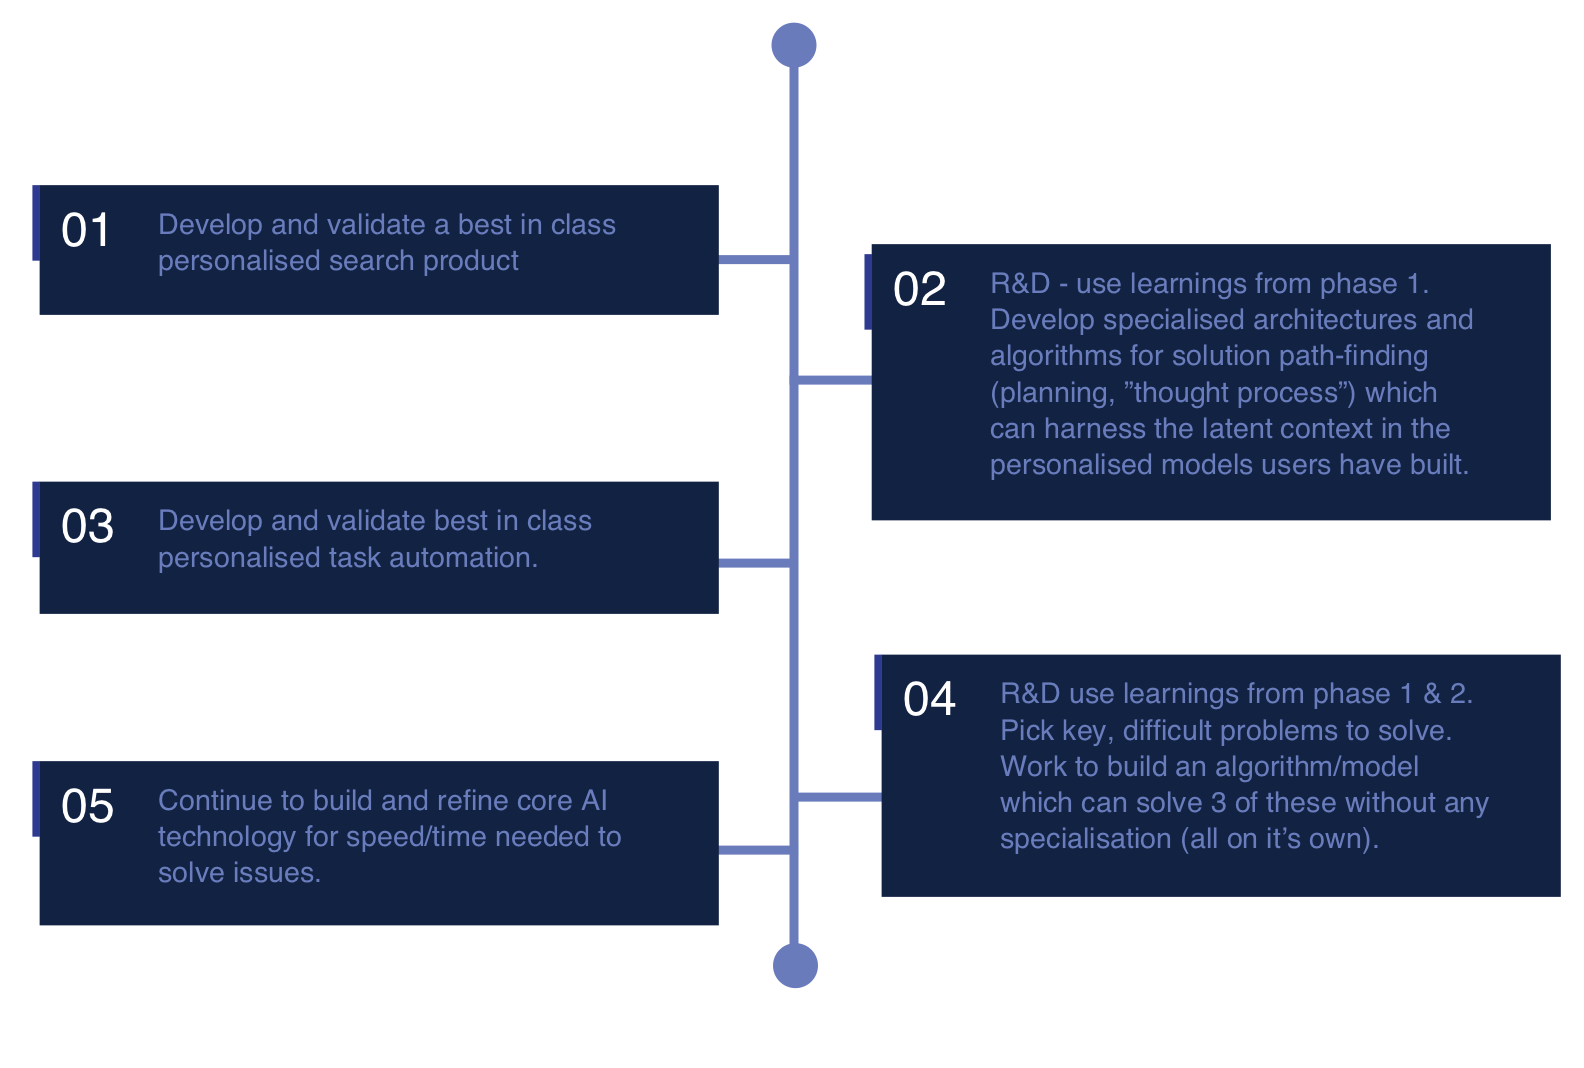 01
Develop and validate a best in class
personalised search product
02
R&D - use learnings from phase 1.
Develop specialised architectures and
algorithms for solution path-finding
(planning, ”thought process”) which
can harness the latent context in the
personalised models users have built.
03
Develop and validate best in class
personalised task automation.
04
R&D use learnings from phase 1 & 2.
Pick key, difficult problems to solve.
Work to build an algorithm/model
which can solve 3 of these without any
specialisation (all on it’s own).
05
Continue to build and refine core AI
technology for speed/time needed to
solve issues.